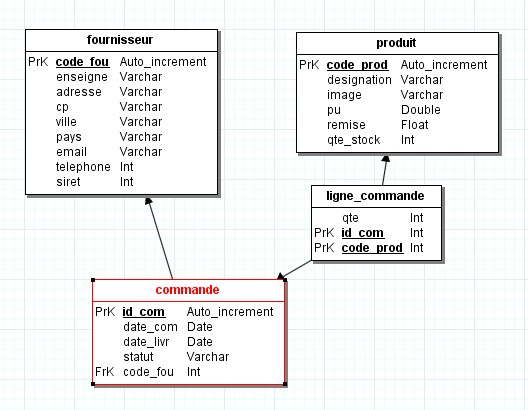 fournisseur
PrK code_fou Auto_increment
enseigne Varchar
adresse Varchar
cp Varchar
ville Varchar
pays Varchar
email Varchar
telephone Int
siret Int
produit
PrK code_prod Auto_increment
designation Varchar
image Varchar
pu Double
remise Float
qte_stock Int
ligne_commande
qte Int
PrK id_com Int
PrK code_prod Int
commande
PrK id_com Auto_increment
date_com Date
date_livr Date
statut Varchar
FrK code_fou Int